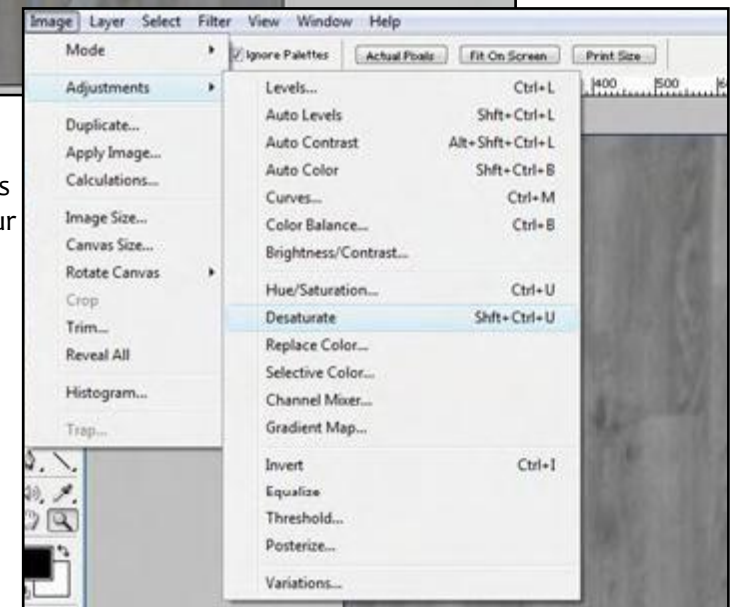 Image Layer Select Filter View Window Help
Ignore Palettes Actual Pixels Fit On Screen Print Size
400 500
Mode
Adjustments
Duplicate...
Apply Image...
Calculations...
Image Size...
Canvas Size...
Rotate Canvas
Crop
Trim...
Reveal All
Histogram...
Trap...
Levels... Ctrl+L
Auto Levels Shft+Ctrl+L
Auto Contrast Alt+Shft+Ctrl+L
Auto Color Shft+Ctrl+B
Curves... Ctrl+M
Color Balance... Ctrl+B
Brightness/Contrast...
Hue/Saturation... Ctrl+U
Desaturate Shft+Ctrl+U
Replace Color...
Selective Color...
Channel Mixer...
Gradient Map...
Invert Ctrl+I
Equalize
Threshold...
Posterize...
Variations...